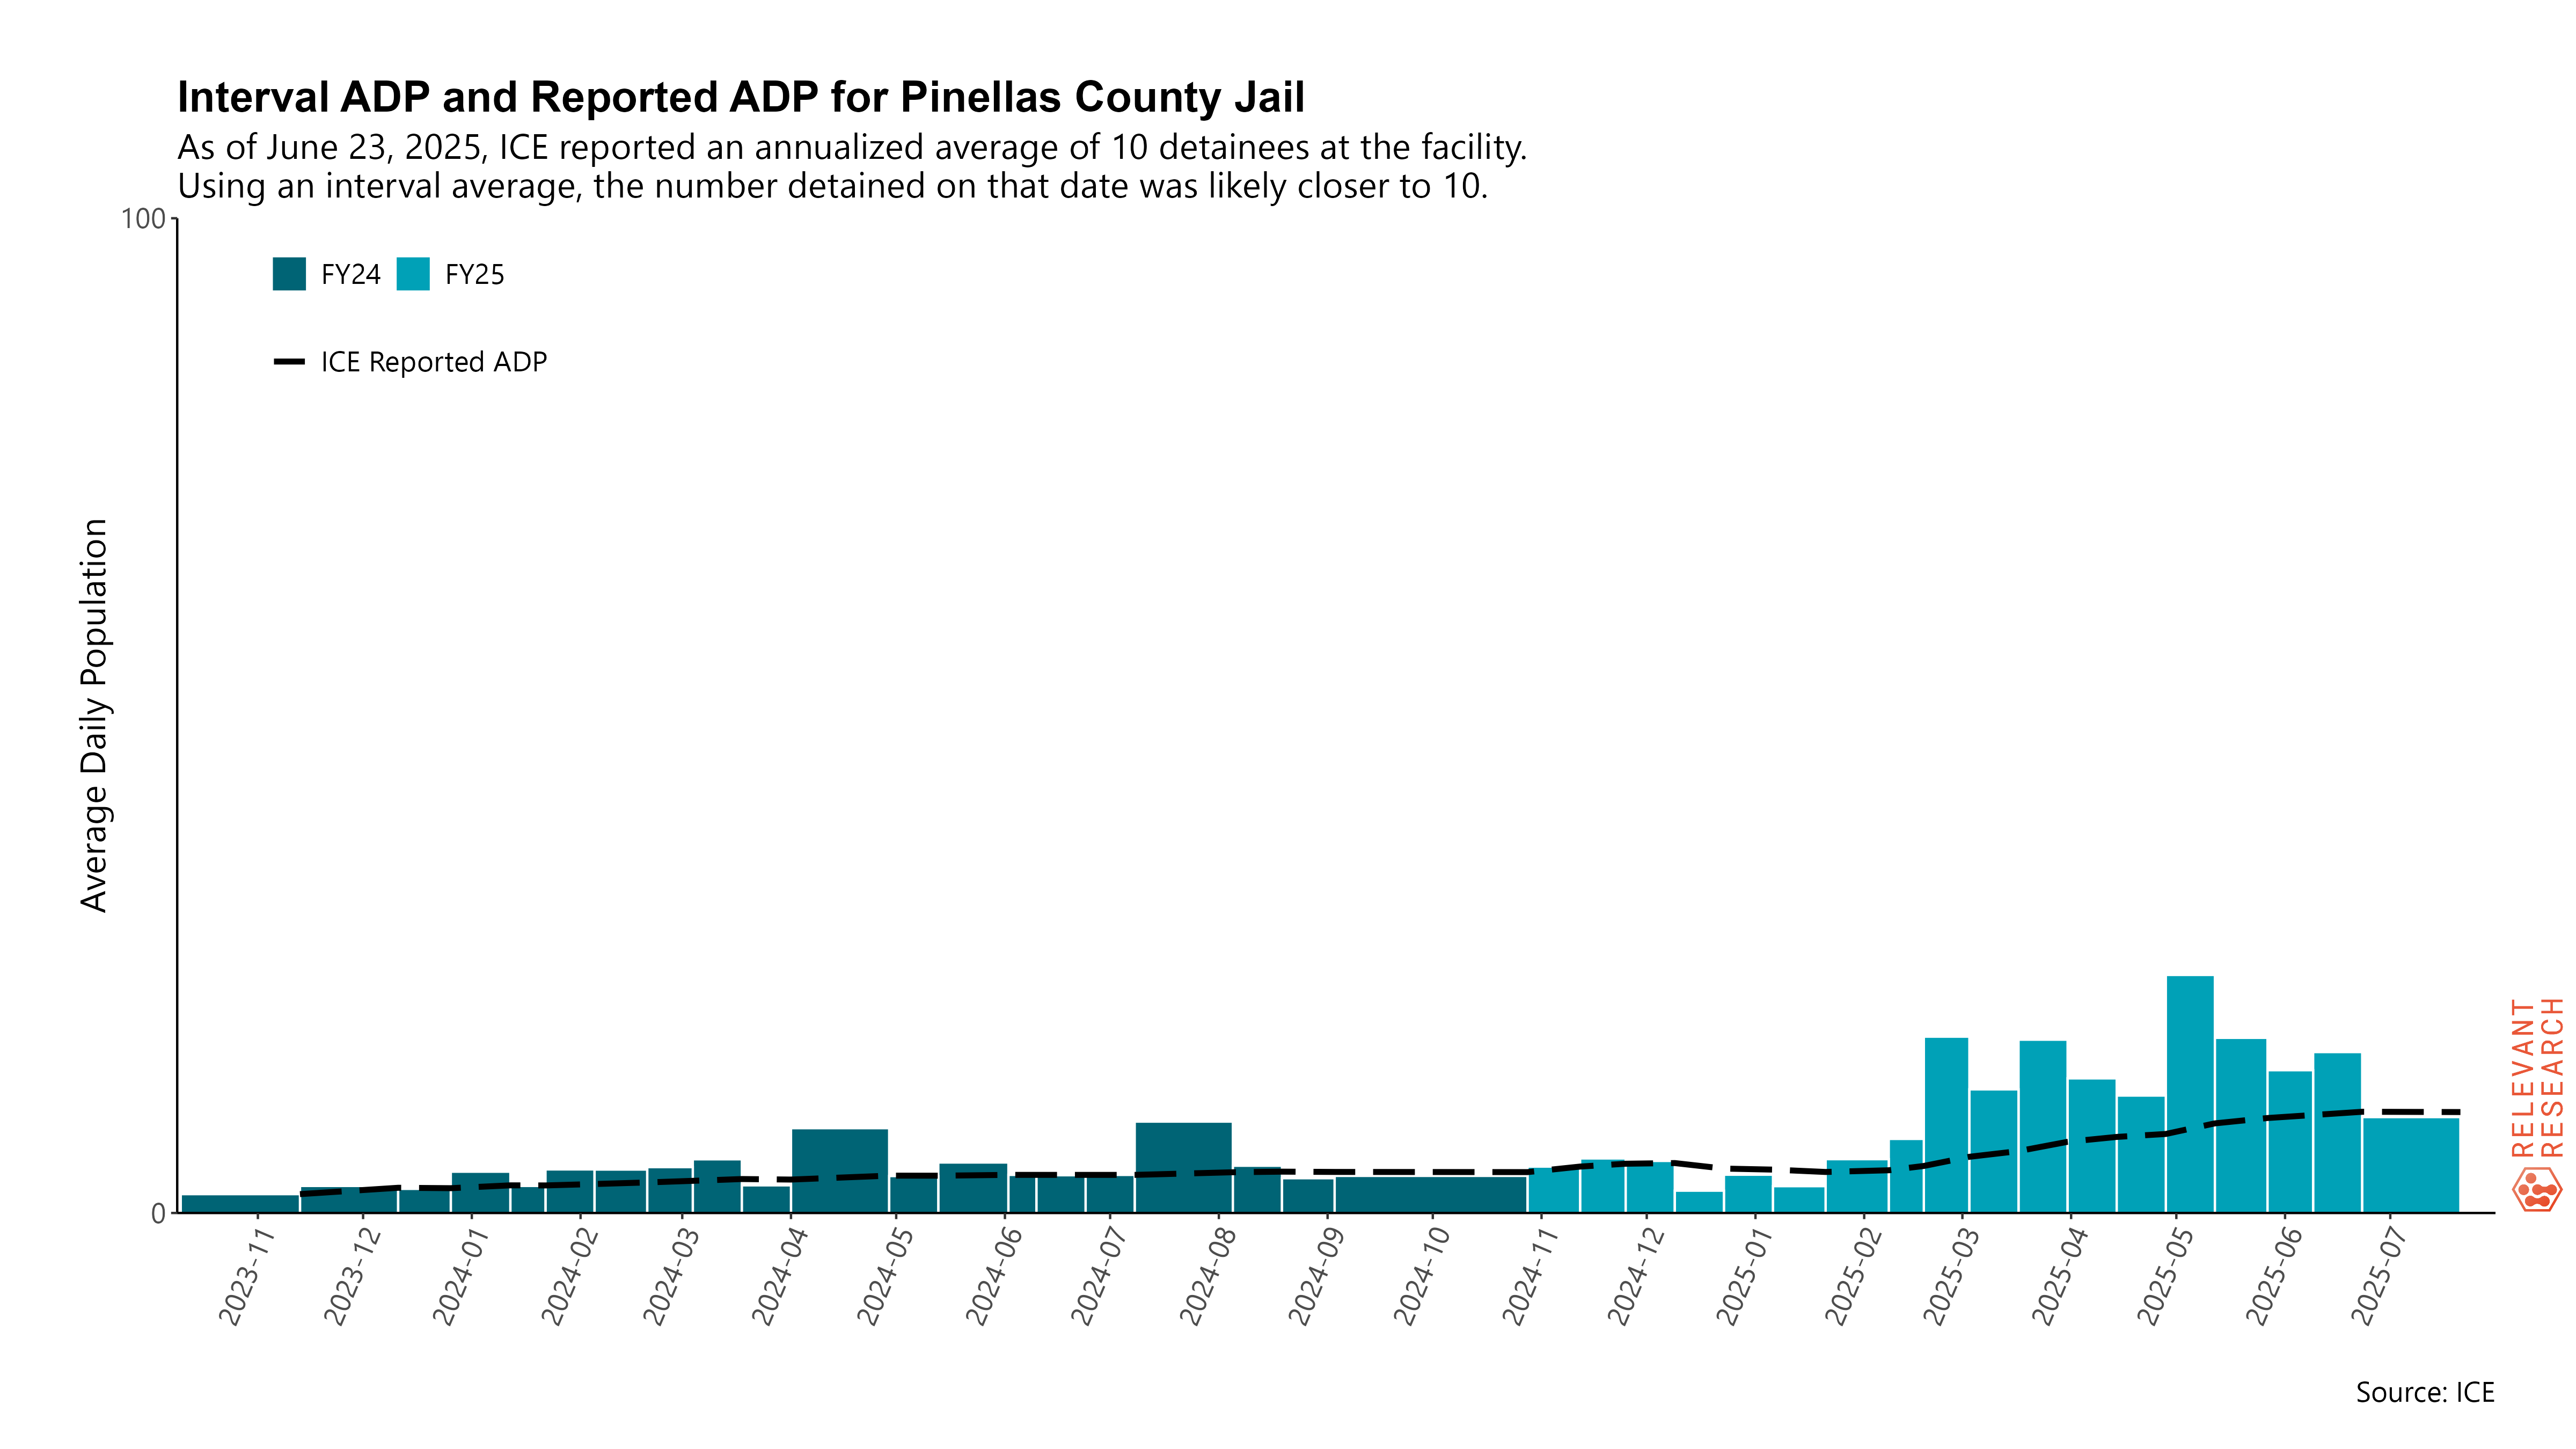 Interval ADP and Reported ADP for Pinellas County Jail
As of June 23, 2025, ICE reported an annualized average of 10 detainees at the facility.
Using an interval average, the number detained on that date was likely closer to 10.
100
FY24 FY25
ICE Reported ADP
Average Daily Population
0
2023-11 2023-12 2024-01 2024-02 2024-03 2024-04 2024-05 2024-06 2024-07 2024-08 2024-09 2024-10 2024-11 2024-12 2025-01 2025-02 2025-03 2025-04 2025-05 2025-06 2025-07
RELEVANT
RESEARCH
Source: ICE